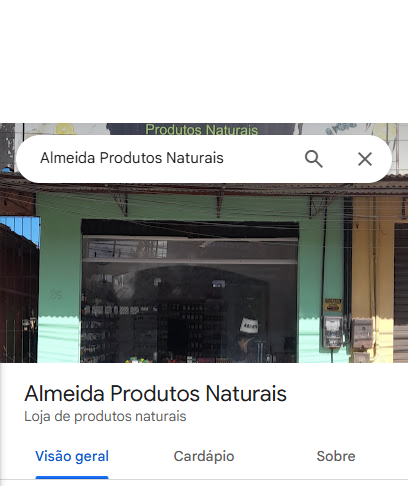 Produtos Naturais
Almeida Produtos Naturais
Almeida Produtos Naturais
Loja de produtos naturais
Visão geral
Cardápio
Sobre